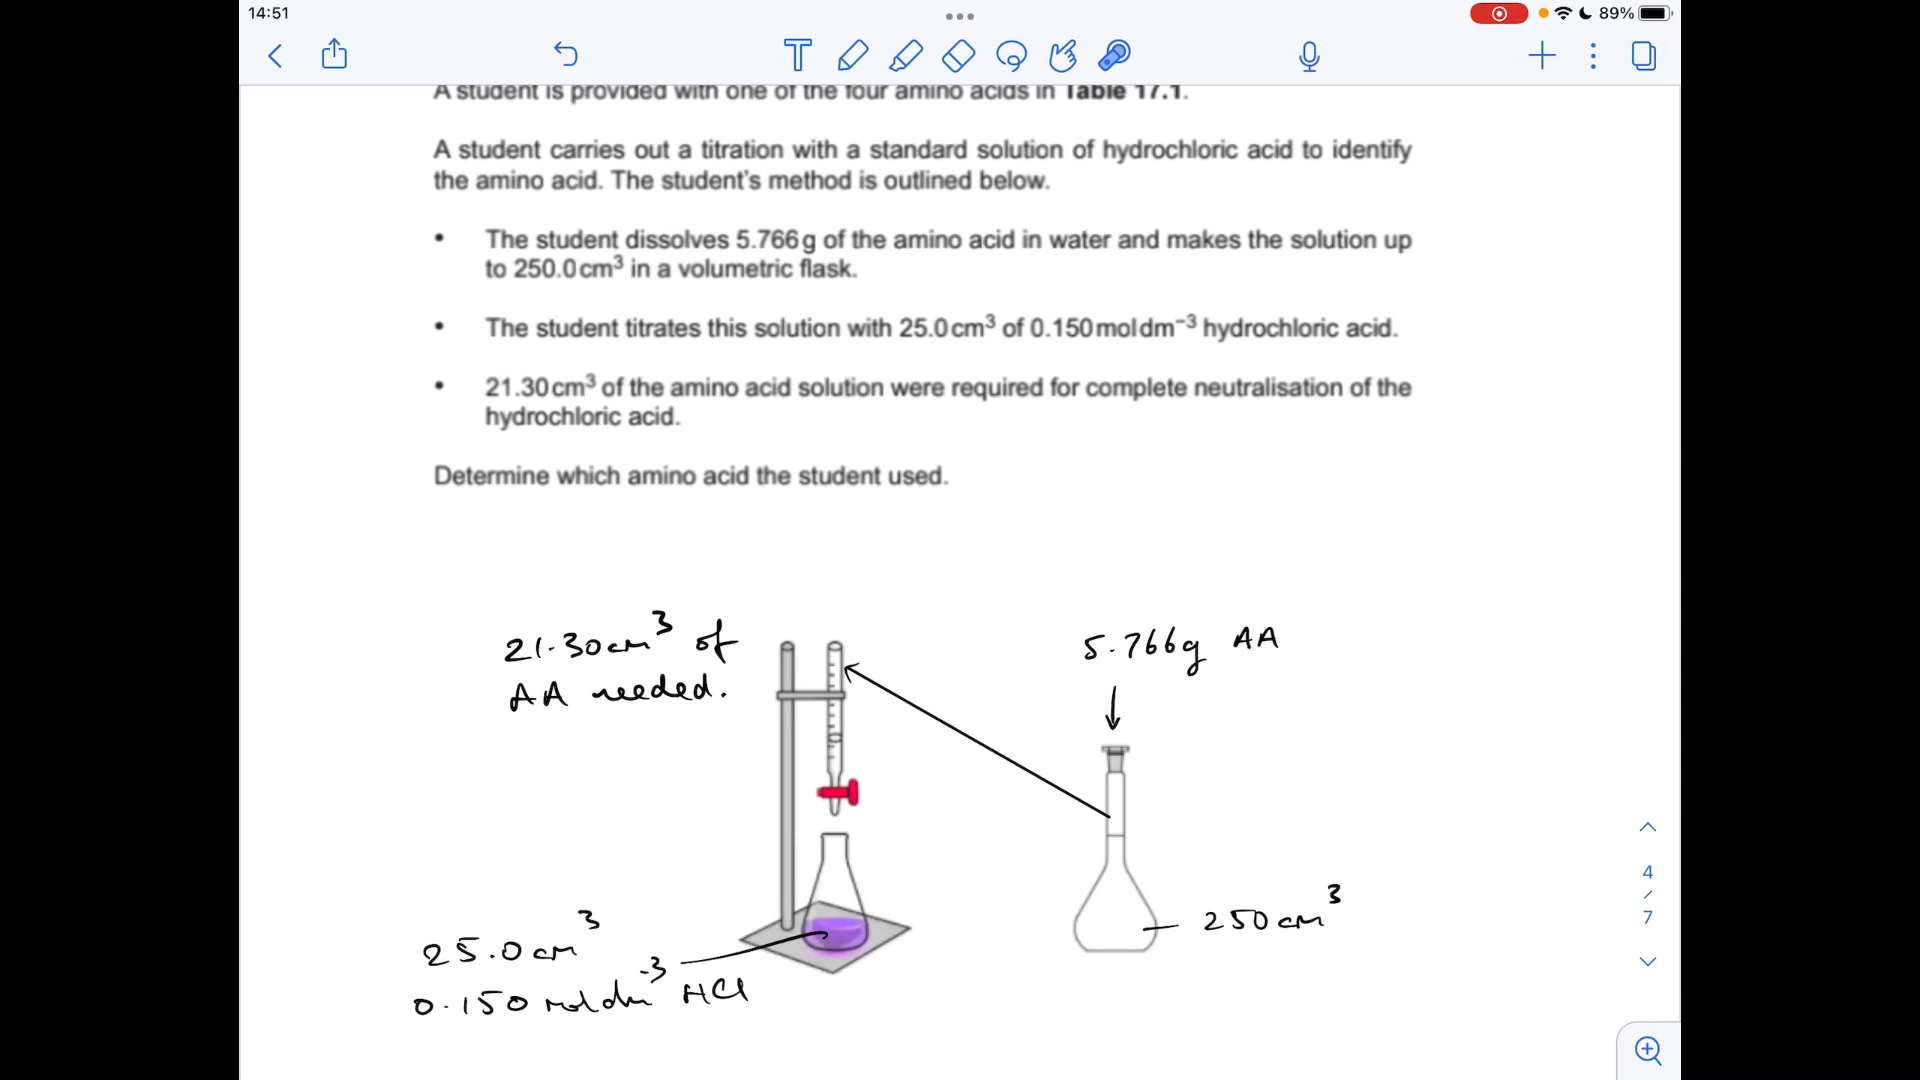 14:51
89%
A student is provided with one of the four amino acids in Table 17.1.
A student carries out a titration with a standard solution of hydrochloric acid to identify
the amino acid. The student's method is outlined below.
• The student dissolves 5.766 g of the amino acid in water and makes the solution up
to 250.0 cm³ in a volumetric flask.
• The student titrates this solution with 25.0 cm³ of 0.150 mol dm⁻³ hydrochloric acid.
• 21.30 cm³ of the amino acid solution were required for complete neutralisation of the
hydrochloric acid.
Determine which amino acid the student used.
21.30 cm³ of
AA needed.
5.766g AA
250 cm³
25.0 cm³
0.150 mol dm⁻³ HCl
4
/
7